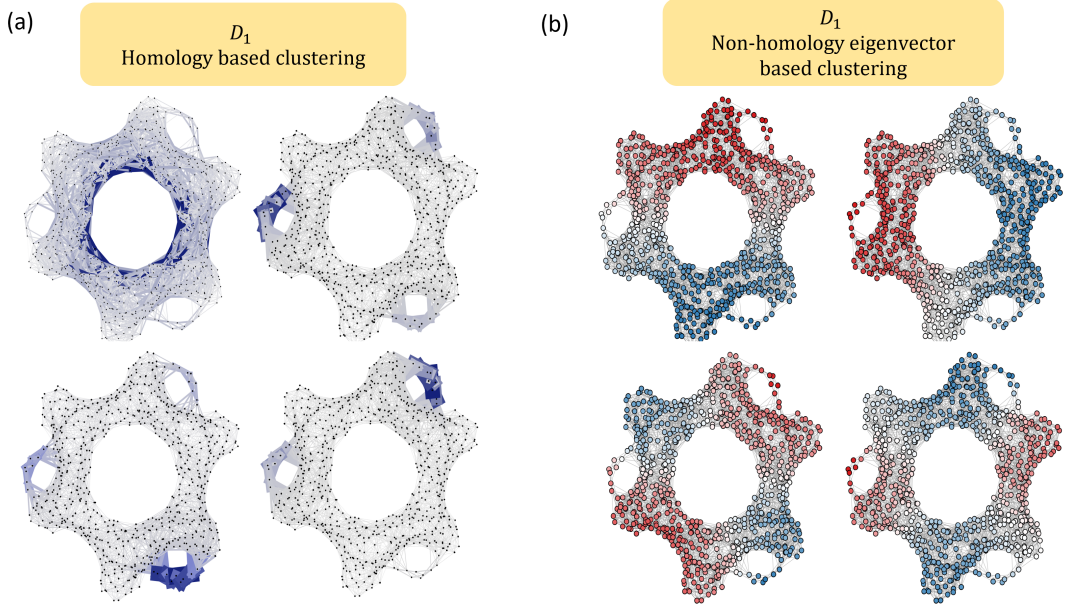 (a)
D₁
Homology based clustering
(b)
D₁
Non-homology eigenvector
based clustering